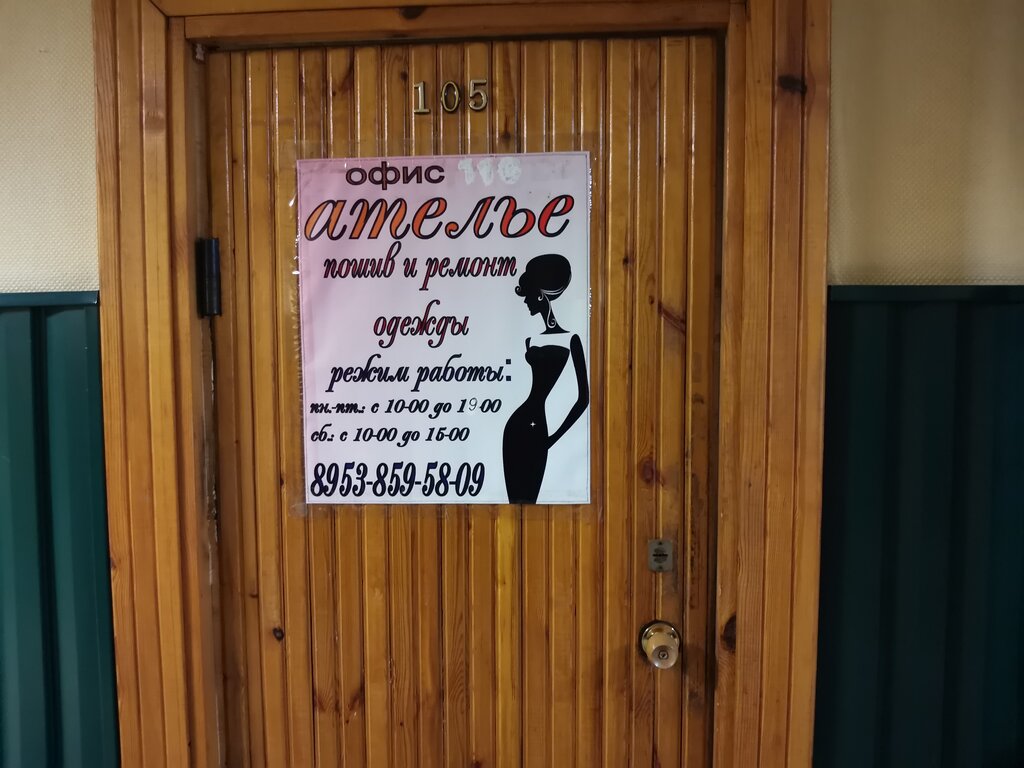 105
офис
ателье
пошив и ремонт
одежды
режим работы:
пн.-пт.: с 10-00 до 19-00
сб.: с 10-00 до 15-00
8953-859-58-09